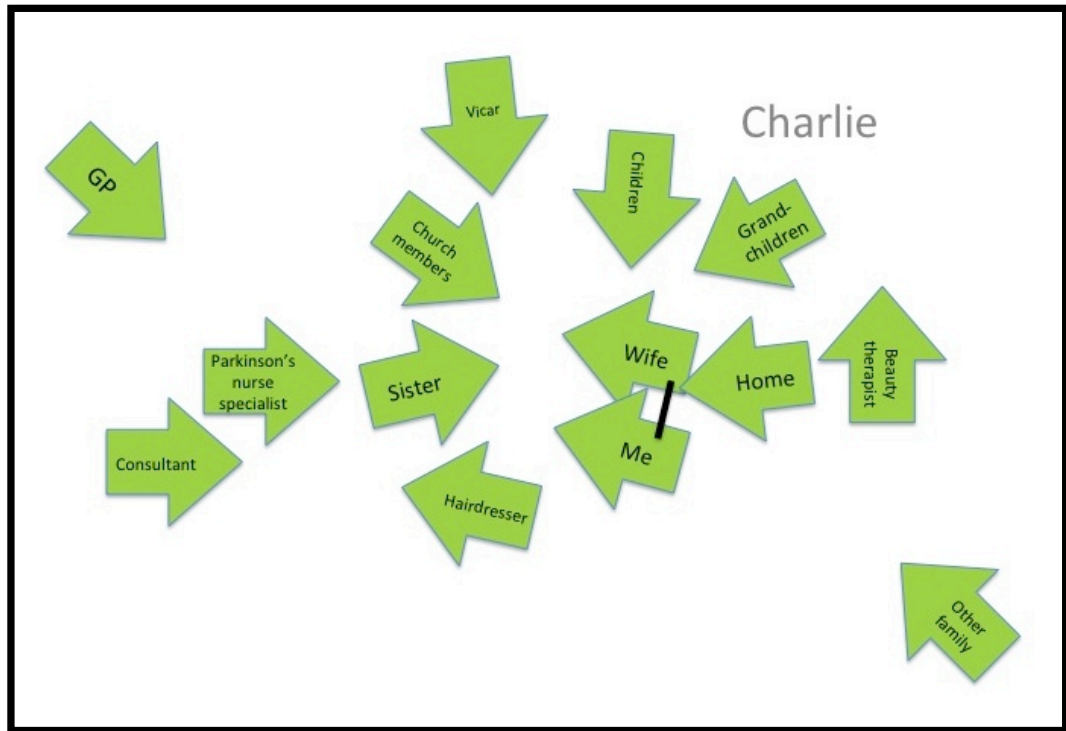 Charlie
Vicar
GP
Children
Grand-
children
Church
members
Wife
Home
Beauty
therapist
Parkinson's
nurse
specialist
Sister
Consultant
Me
Hairdresser
Other
family